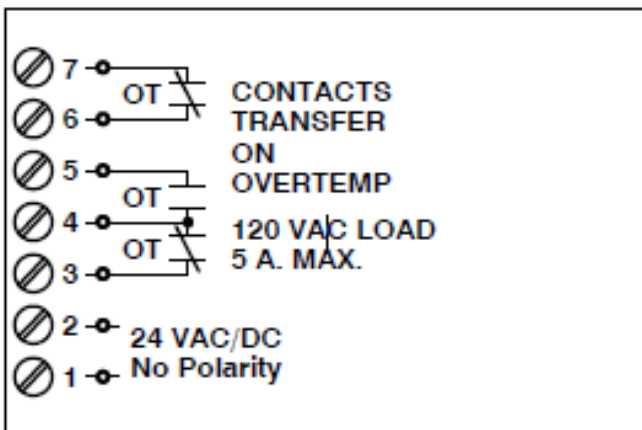 7
OT
CONTACTS
6
TRANSFER
ON
5
OVERTEMP
OT
4
120 VAC LOAD
OT
5 A. MAX.
3
2
24 VAC/DC
1
No Polarity